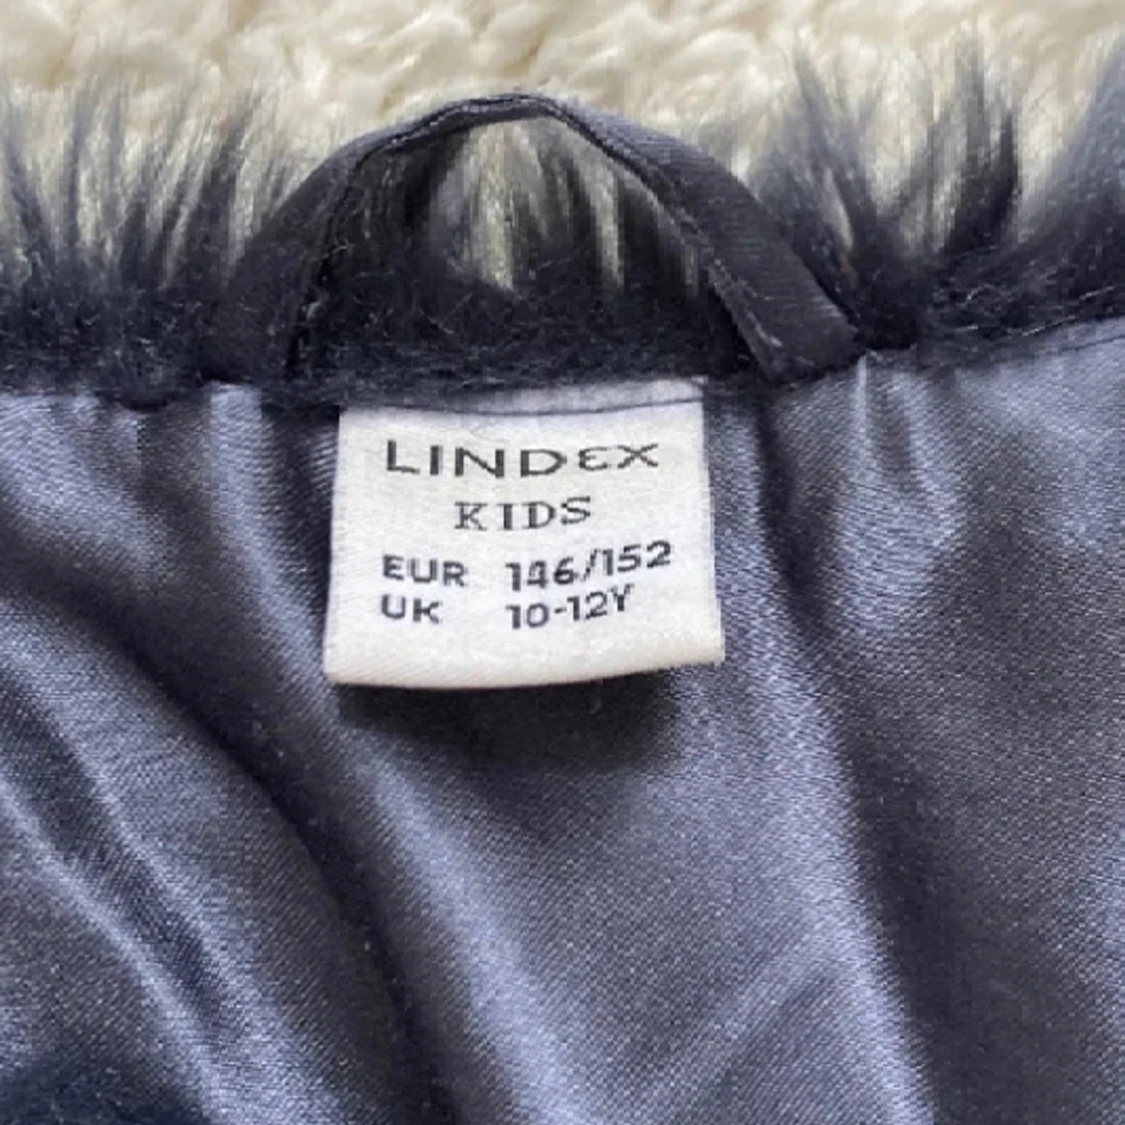 LINDEX
KIDS
EUR 146/152
UK 10-12Y